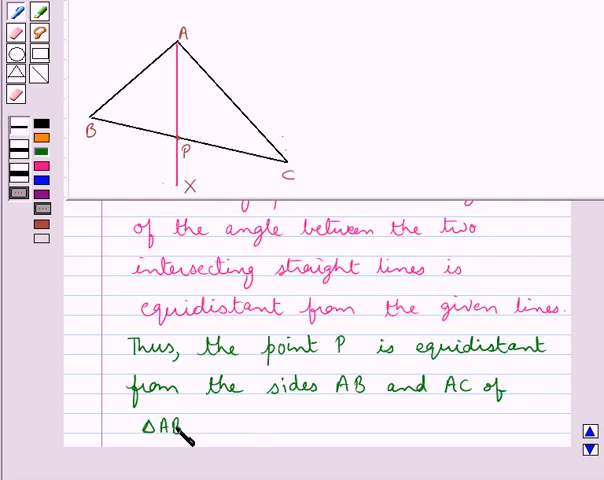 A
B
P
C
X
of the angle between the two
intersecting straight lines is
equidistant from the given lines.
Thus, the point P is equidistant
from the sides AB and AC of
△AB